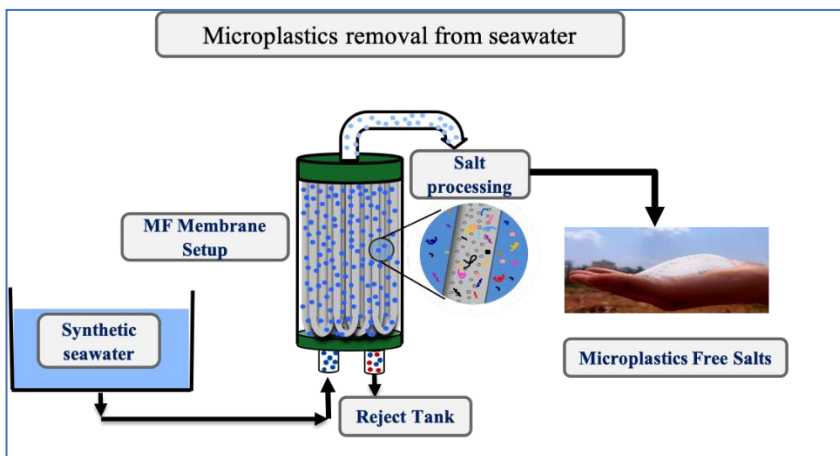 Microplastics removal from seawater
Salt
processing
MF Membrane
Setup
Synthetic
seawater
Microplastics Free Salts
Reject Tank